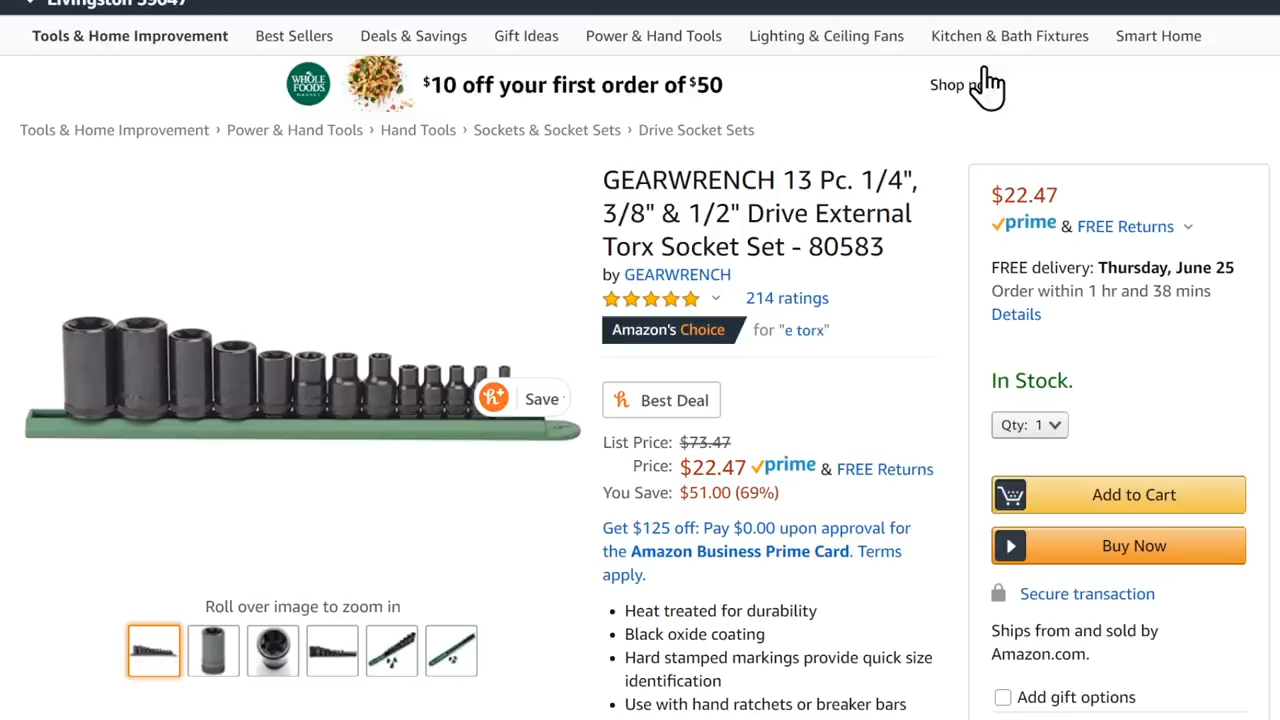 Livingston 59047
Tools & Home Improvement Best Sellers Deals & Savings Gift Ideas Power & Hand Tools Lighting & Ceiling Fans Kitchen & Bath Fixtures Smart Home
WHOLE
FOODS
MARKET
$10 off your first order of $50
Shop
Tools & Home Improvement › Power & Hand Tools › Hand Tools › Sockets & Socket Sets › Drive Socket Sets
GEARWRENCH 13 Pc. 1/4",
3/8" & 1/2" Drive External
Torx Socket Set - 80583
by GEARWRENCH
214 ratings
Amazon's Choice for "e torx"
Save
Best Deal
List Price: $73.47
Price: $22.47 prime & FREE Returns
You Save: $51.00 (69%)
Get $125 off: Pay $0.00 upon approval for
the Amazon Business Prime Card. Terms
apply.
• Heat treated for durability
• Black oxide coating
• Hard stamped markings provide quick size
identification
• Use with hand ratchets or breaker bars
Roll over image to zoom in
$22.47
prime & FREE Returns
FREE delivery: Thursday, June 25
Order within 1 hr and 38 mins
Details
In Stock.
Qty: 1
Add to Cart
Buy Now
Secure transaction
Ships from and sold by
Amazon.com.
Add gift options